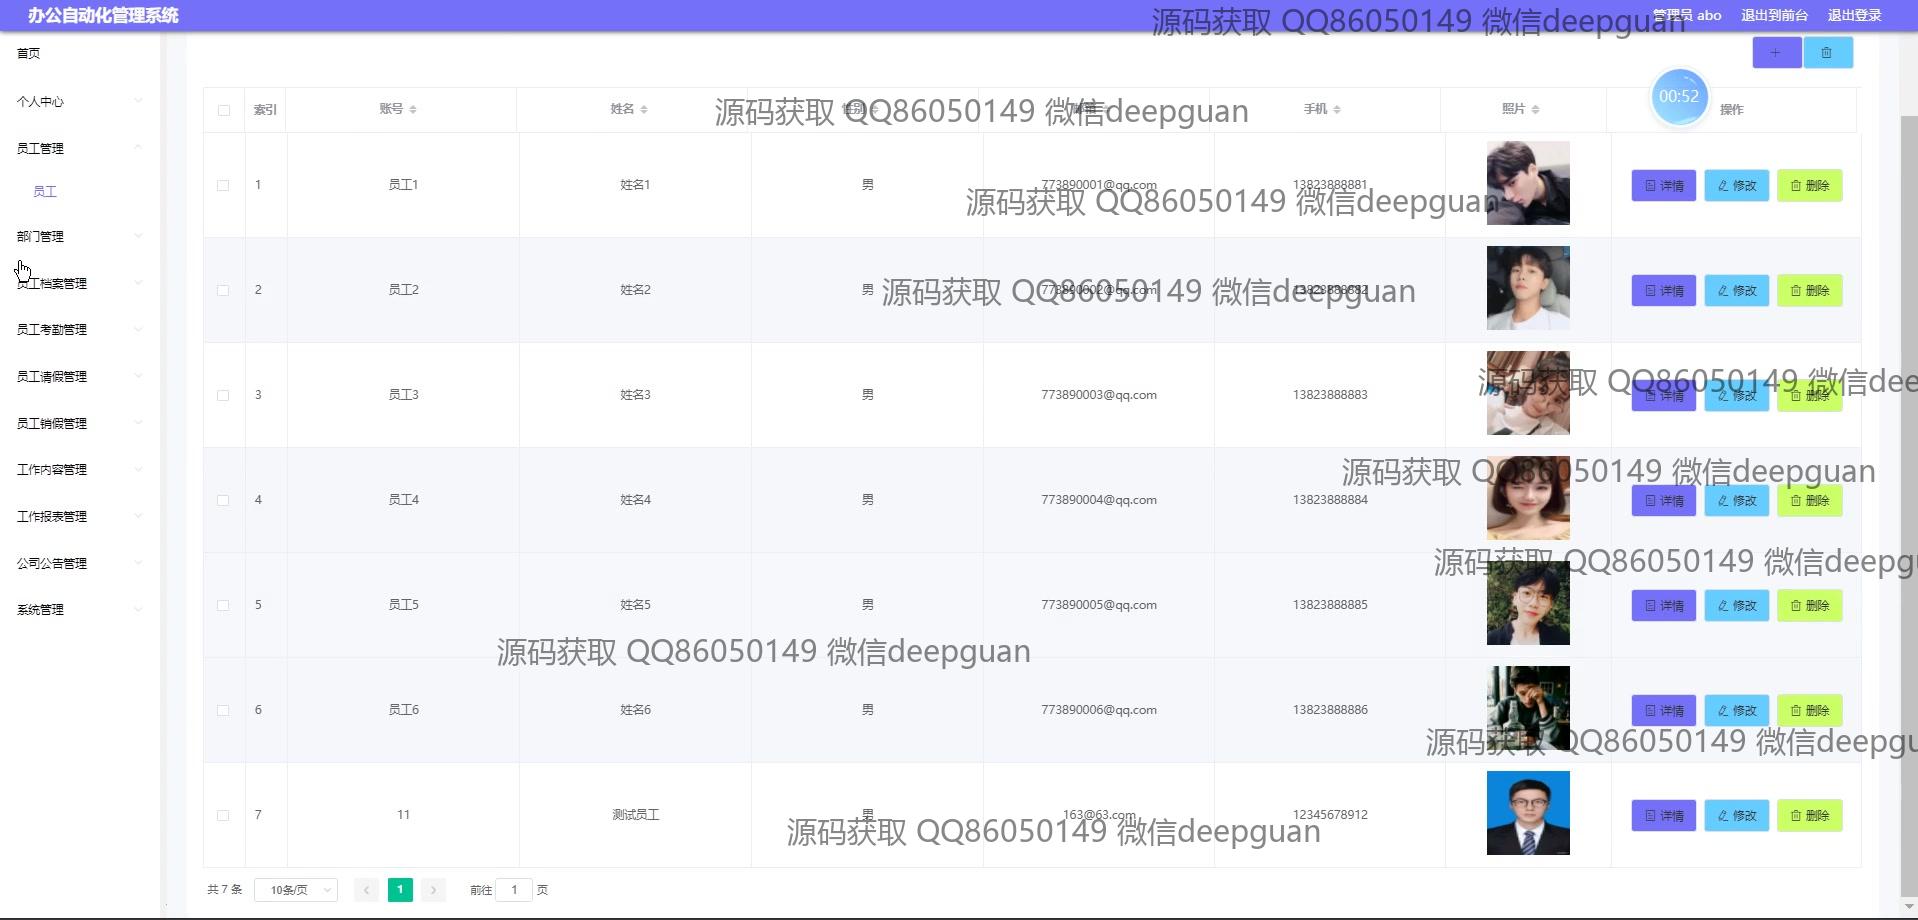 办公自动化管理系统
源码获取 QQ86050149 微信deepguan
管理员 abo 退出到前台 退出登录
首页
个人中心
员工管理
员工
部门管理
员工档案管理
员工考勤管理
员工请假管理
员工销假管理
工作内容管理
工作报表管理
公司公告管理
系统管理
00:52
索引 账号 姓名 性别 手机 照片 操作
源码获取 QQ86050149 微信deepguan
1 员工1 姓名1 男 773890001@qq.com 13823888881 详情 修改 删除
源码获取 QQ86050149 微信deepguan
2 员工2 姓名2 男 773890002@qq.com 13823888882 详情 修改 删除
源码获取 QQ86050149 微信deepguan
源码获取 QQ86050149 微信dee
3 员工3 姓名3 男 773890003@qq.com 13823888883 详情 修改 删除
源码获取 QQ86050149 微信deepguan
4 员工4 姓名4 男 773890004@qq.com 13823888884 详情 修改 删除
源码获取 QQ86050149 微信deepgu
5 员工5 姓名5 男 773890005@qq.com 13823888885 详情 修改 删除
源码获取 QQ86050149 微信deepguan
6 员工6 姓名6 男 773890006@qq.com 13823888886 详情 修改 删除
源码获取 QQ86050149 微信deepgu
7 11 测试员工 男 163@63.com 12345678912 详情 修改 删除
源码获取 QQ86050149 微信deepguan
共 7 条 10条/页 1 前往 1 页